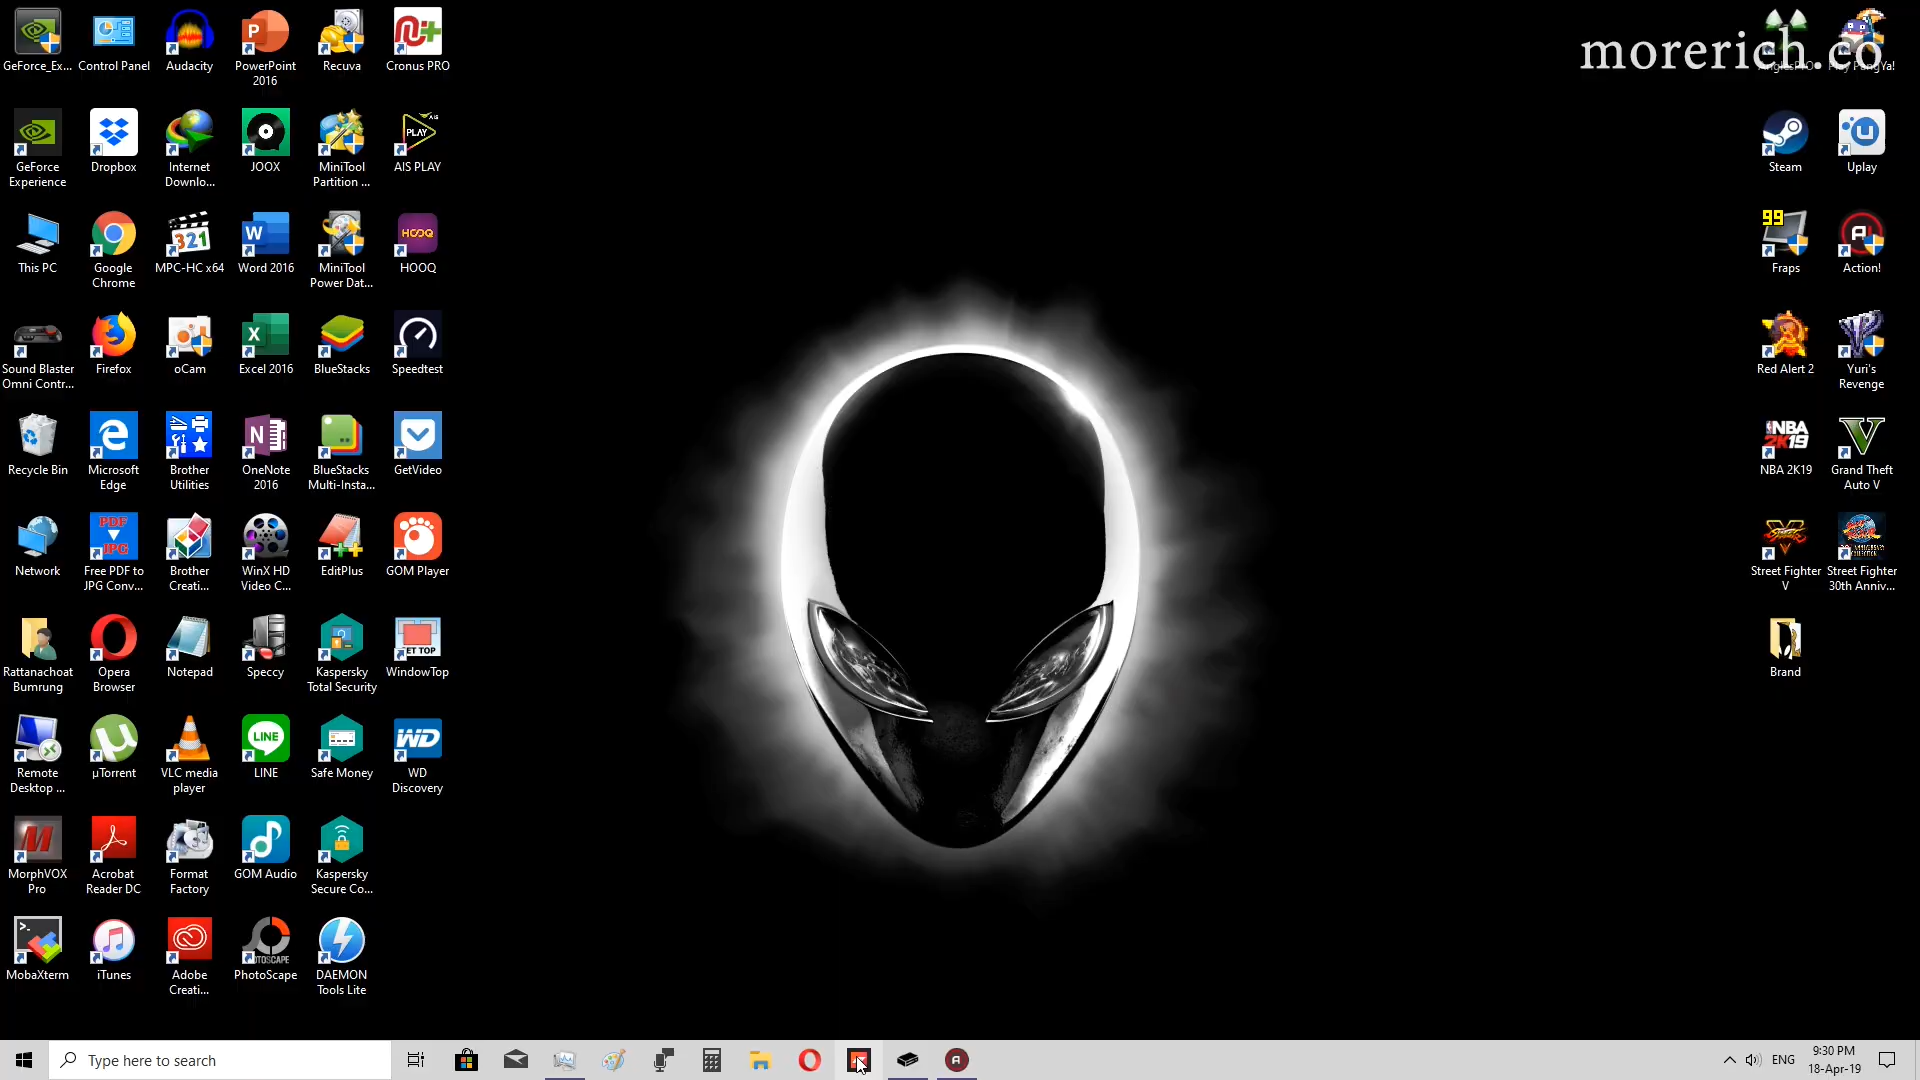 morerich.co
GeForce_Ex...
Control Panel
Audacity
PowerPoint
2016
Recuva
Cronus PRO
Play PangYa!
GeForce
Experience
Dropbox
Internet
Downlo...
JOOX
MiniTool
Partition ...
AIS PLAY
Steam
Uplay
This PC
Google
Chrome
MPC-HC x64
Word 2016
MiniTool
Power Dat...
HOOQ
Fraps
Action!
Sound Blaster
Omni Contr...
Firefox
oCam
Excel 2016
BlueStacks
Speedtest
Red Alert 2
Yuri's
Revenge
Recycle Bin
Microsoft
Edge
Brother
Utilities
OneNote
2016
BlueStacks
Multi-Insta...
GetVideo
NBA 2K19
Grand Theft
Auto V
Network
Free PDF to
JPG Conv...
Brother
Creati...
WinX HD
Video C...
EditPlus
GOM Player
Street Fighter
V
Street Fighter
30th Anniv...
Rattanachoat
Bumrung
Opera
Browser
Notepad
Speccy
Kaspersky
Total Security
WindowTop
Brand
Remote
Desktop ...
µTorrent
VLC media
player
LINE
Safe Money
WD
Discovery
MorphVOX
Pro
Acrobat
Reader DC
Format
Factory
GOM Audio
Kaspersky
Secure Co...
MobaXterm
iTunes
Adobe
Creati...
PhotoScape
DAEMON
Tools Lite
Type here to search
ENG
9:30 PM
18-Apr-19